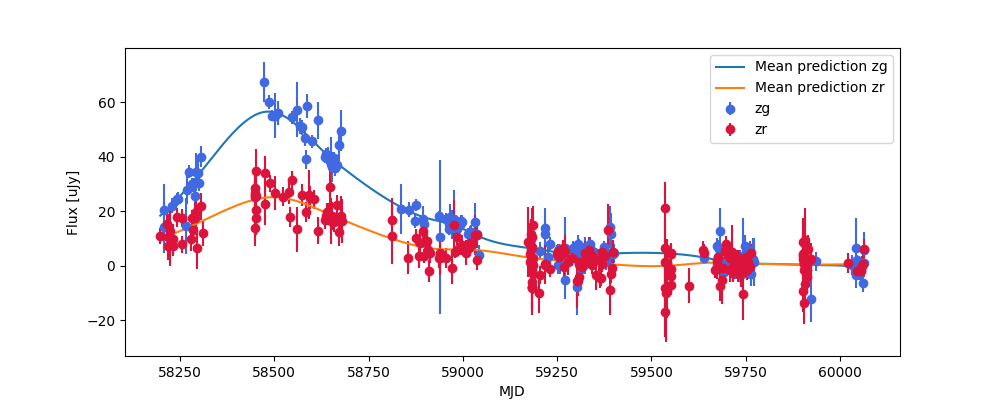 Mean prediction zg
Mean prediction zr
zg
zr
Flux [uJy]
60
40
20
0
−20
58250 58500 58750 59000 59250 59500 59750 60000
MJD